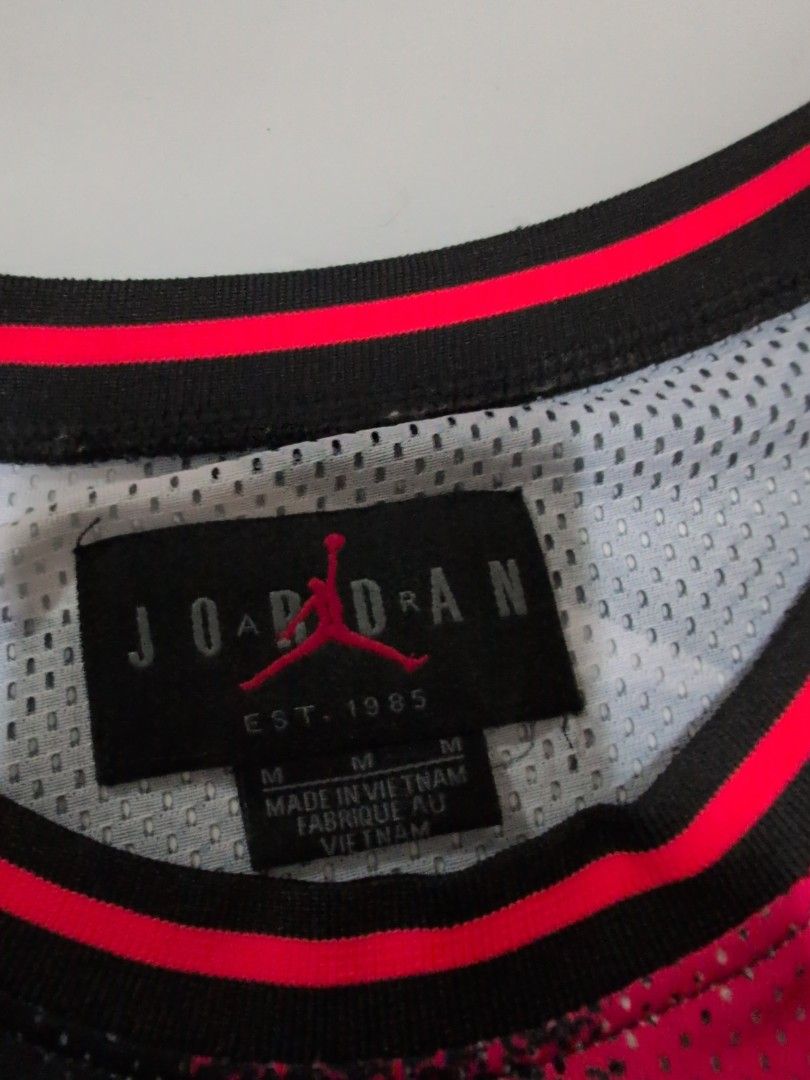 JORDAN
A R
EST. 1985
M M M
MADE IN VIETNAM
FABRIQUE AU
VIETNAM